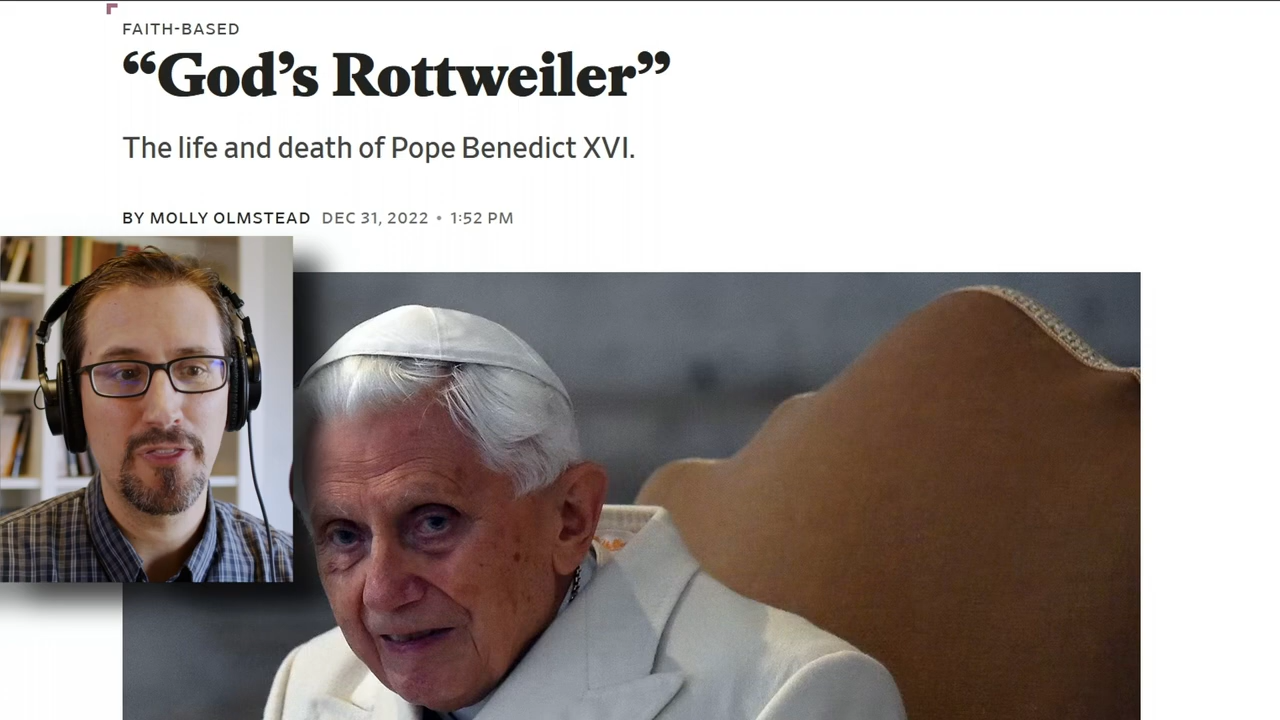 FAITH-BASED
“God’s Rottweiler”
The life and death of Pope Benedict XVI.
BY MOLLY OLMSTEAD DEC 31, 2022 • 1:52 PM